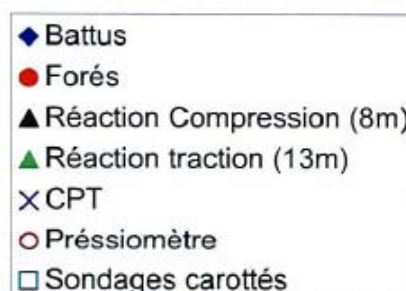 Battus
Forés
Réaction Compression (8m)
Réaction traction (13m)
CPT
Préssiomètre
Sondages carottés